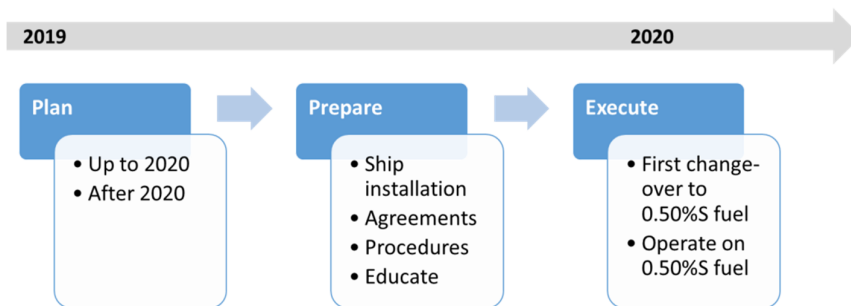 2019 2020
Plan
• Up to 2020
• After 2020
Prepare
• Ship
installation
• Agreements
• Procedures
• Educate
Execute
• First change-
over to
0.50%S fuel
• Operate on
0.50%S fuel